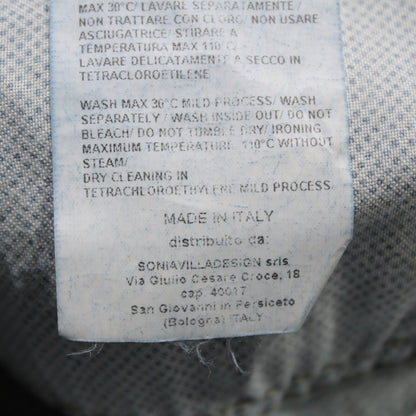 MAX 30°C/ LAVARE SEPARATAMENTE/
NON TRATTARE CON CLORO/ NON USARE
ASCIUGATRICE/ STIRARE A
TEMPERATURA MAX 110°C/
LAVARE DELICATAMENTE A SECCO IN
TETRACLOROETILENE
WASH MAX 30°C MILD PROCESS/ WASH
SEPARATELY / WASH INSIDE OUT/ DO NOT
BLEACH/ DO NOT TUMBLE DRY/ IRONING
MAXIMUM TEMPERATURE 110°C WITHOUT
STEAM/
DRY CLEANING IN
TETRACHLOROETHYLENE MILD PROCESS
MADE IN ITALY
distribuito da:
SONIAVILLADESIGN srls
Via Giulio Cesare Croce, 18
cap. 40017
San Giovanni in Persiceto
(Bologna) ITALY